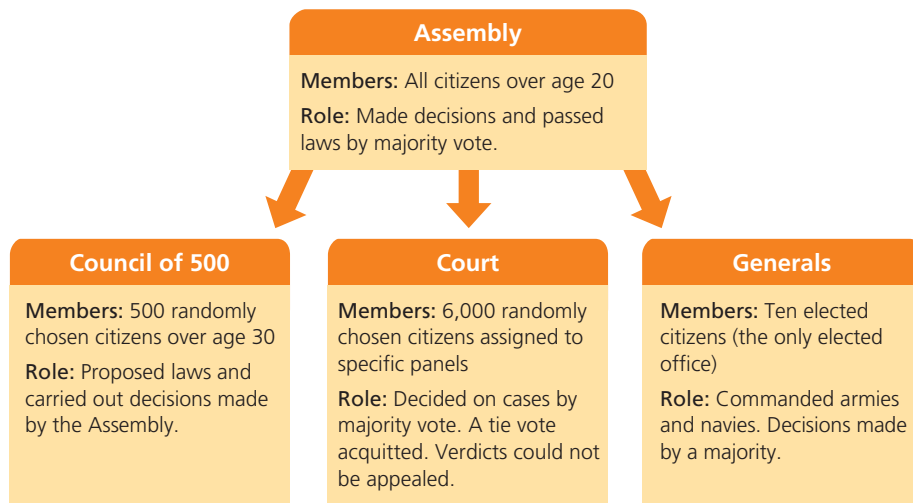 Assembly
Members: All citizens over age 20
Role: Made decisions and passed
laws by majority vote.
Council of 500
Members: 500 randomly
chosen citizens over age 30
Role: Proposed laws and
carried out decisions made
by the Assembly.
Court
Members: 6,000 randomly
chosen citizens assigned to
specific panels
Role: Decided on cases by
majority vote. A tie vote
acquitted. Verdicts could not
be appealed.
Generals
Members: Ten elected
citizens (the only elected
office)
Role: Commanded armies
and navies. Decisions made
by a majority.